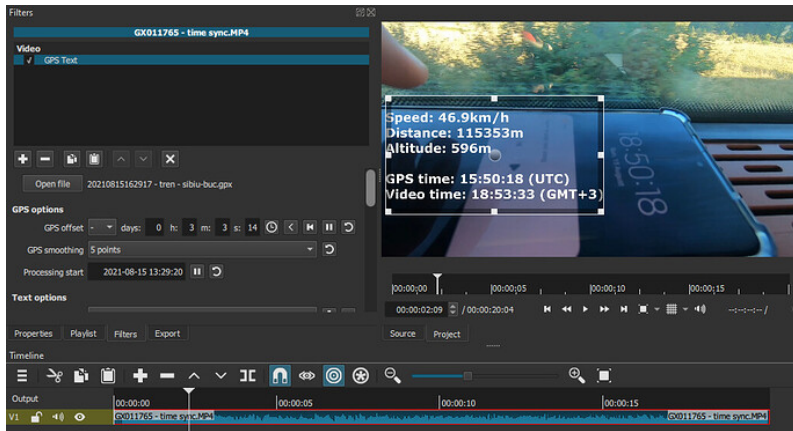 Filters
GX011765 - time sync.MP4
Video
GPS Text
Open file 20210815162917 - tren - sibiu-buc.gpx
GPS options
GPS offset - days: 0 h: 3 m: 3 s: 14
GPS smoothing 5 points
Processing start 2021-08-15 13:29:20
Text options
Properties Playlist Filters Export
Speed: 46.9km/h
Distance: 115353m
Altitude: 596m
GPS time: 15:50:18 (UTC)
Video time: 18:53:33 (GMT+3)
18:50:18
00:00:00 00:00:05 00:00:10 00:00:15
00:00:02:09 / 00:00:20:04 --:--:--:-- /
Source Project
Timeline
Output 00:00:00 00:00:05 00:00:10 00:00:15
V1 GX011765 - time sync.MP4 GX011765 - time sync.MP4